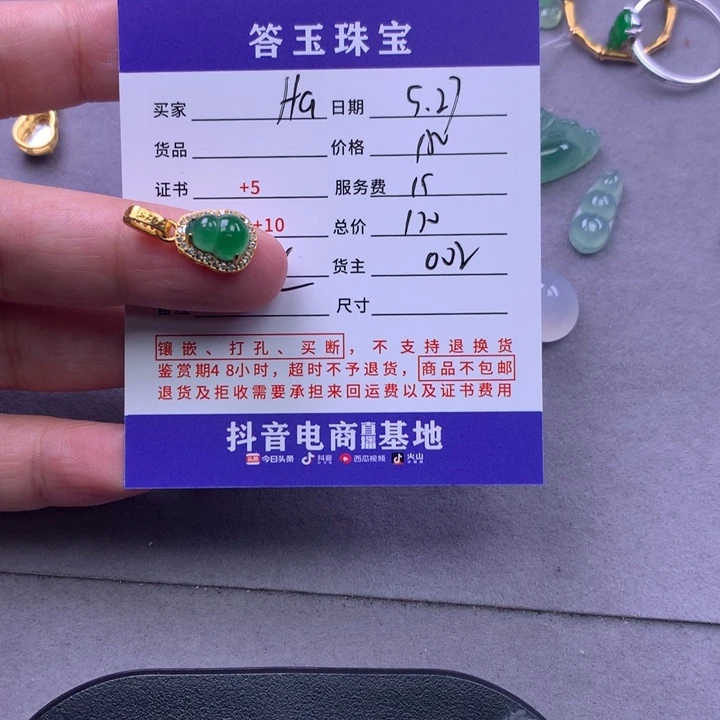 答玉珠宝
买家 Ha 日期 5.27
货品 价格
证书 +5 服务费 15
+10 总价
货主 002
尺寸
镶嵌、打孔、买断，不支持退换货
鉴赏期48小时，超时不予退货，商品不包邮
退货及拒收需要承担来回运费以及证书费用
抖音电商直播基地
头条 今日头条 抖音 西瓜视频 火山